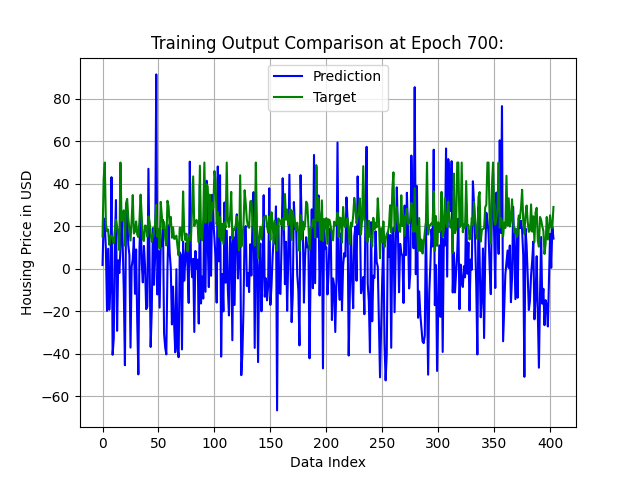 Training Output Comparison at Epoch 700:
Prediction
Target
80
60
40
20
0
−20
−40
−60
Housing Price in USD
0 50 100 150 200 250 300 350 400
Data Index